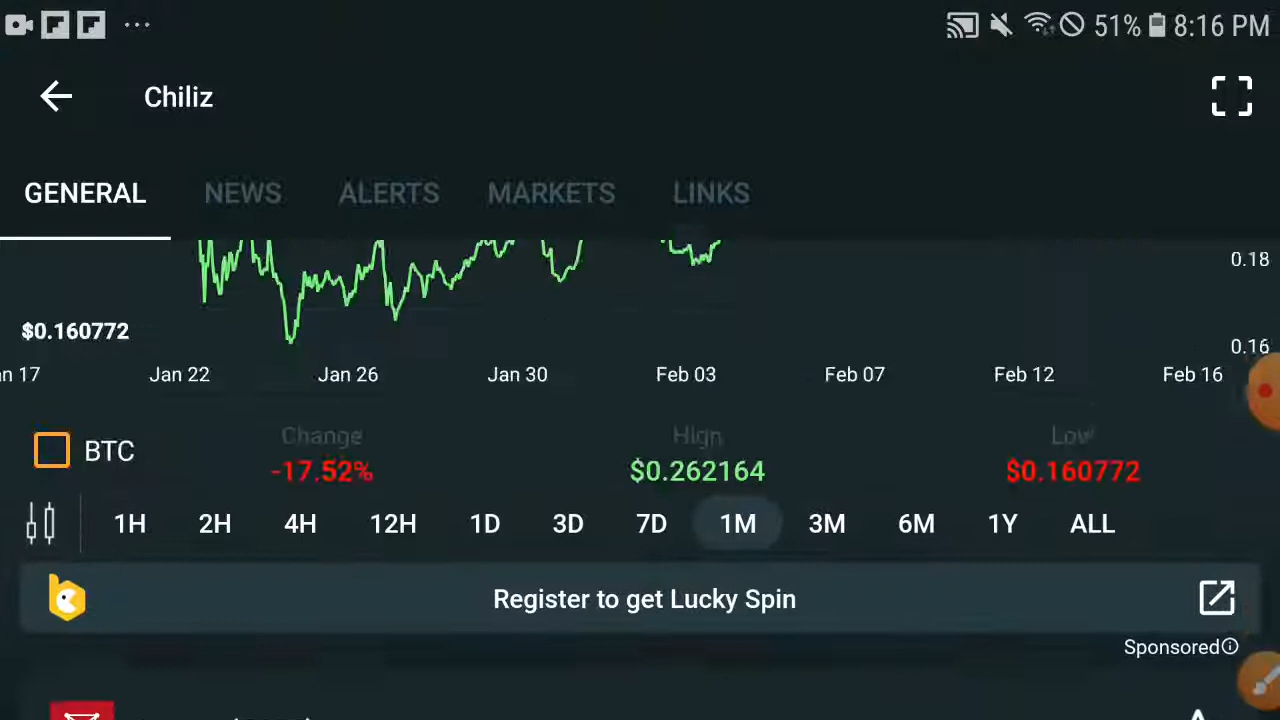 51% 8:16 PM
Chiliz
GENERAL NEWS ALERTS MARKETS LINKS
0.18
$0.160772
0.16
n 17 Jan 22 Jan 26 Jan 30 Feb 03 Feb 07 Feb 12 Feb 16
Change High Low
BTC -17.52% $0.262164 $0.160772
1H 2H 4H 12H 1D 3D 7D 1M 3M 6M 1Y ALL
Register to get Lucky Spin
Sponsored